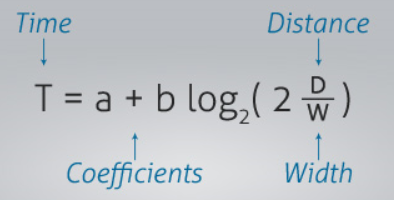 Time Distance
T = a + b log₂( 2 D/W )
Coefficients Width